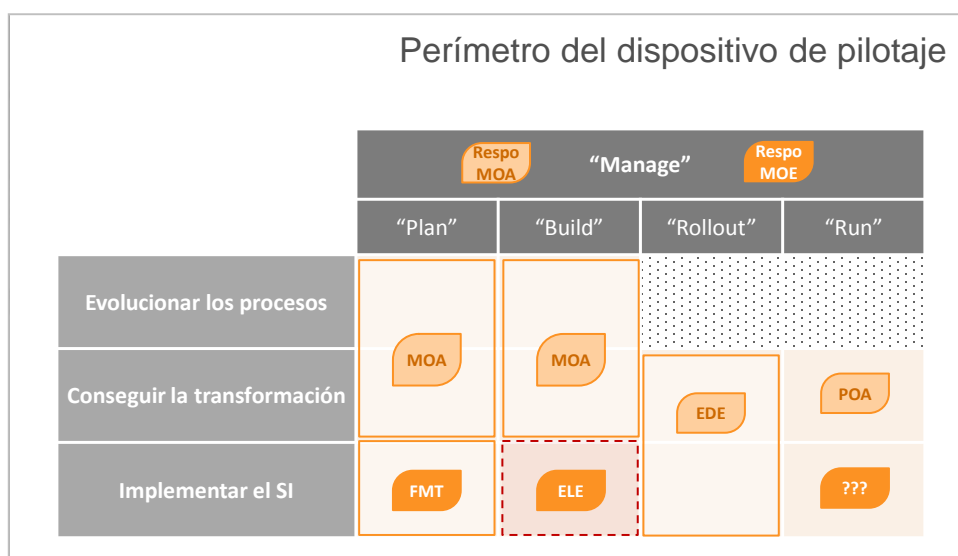 Perímetro del dispositivo de pilotaje
Respo
MOA
“Manage”
Respo
MOE
“Plan”
“Build”
“Rollout”
“Run”
Evolucionar los procesos
MOA
MOA
Conseguir la transformación
EDE
POA
Implementar el SI
FMT
ELE
???